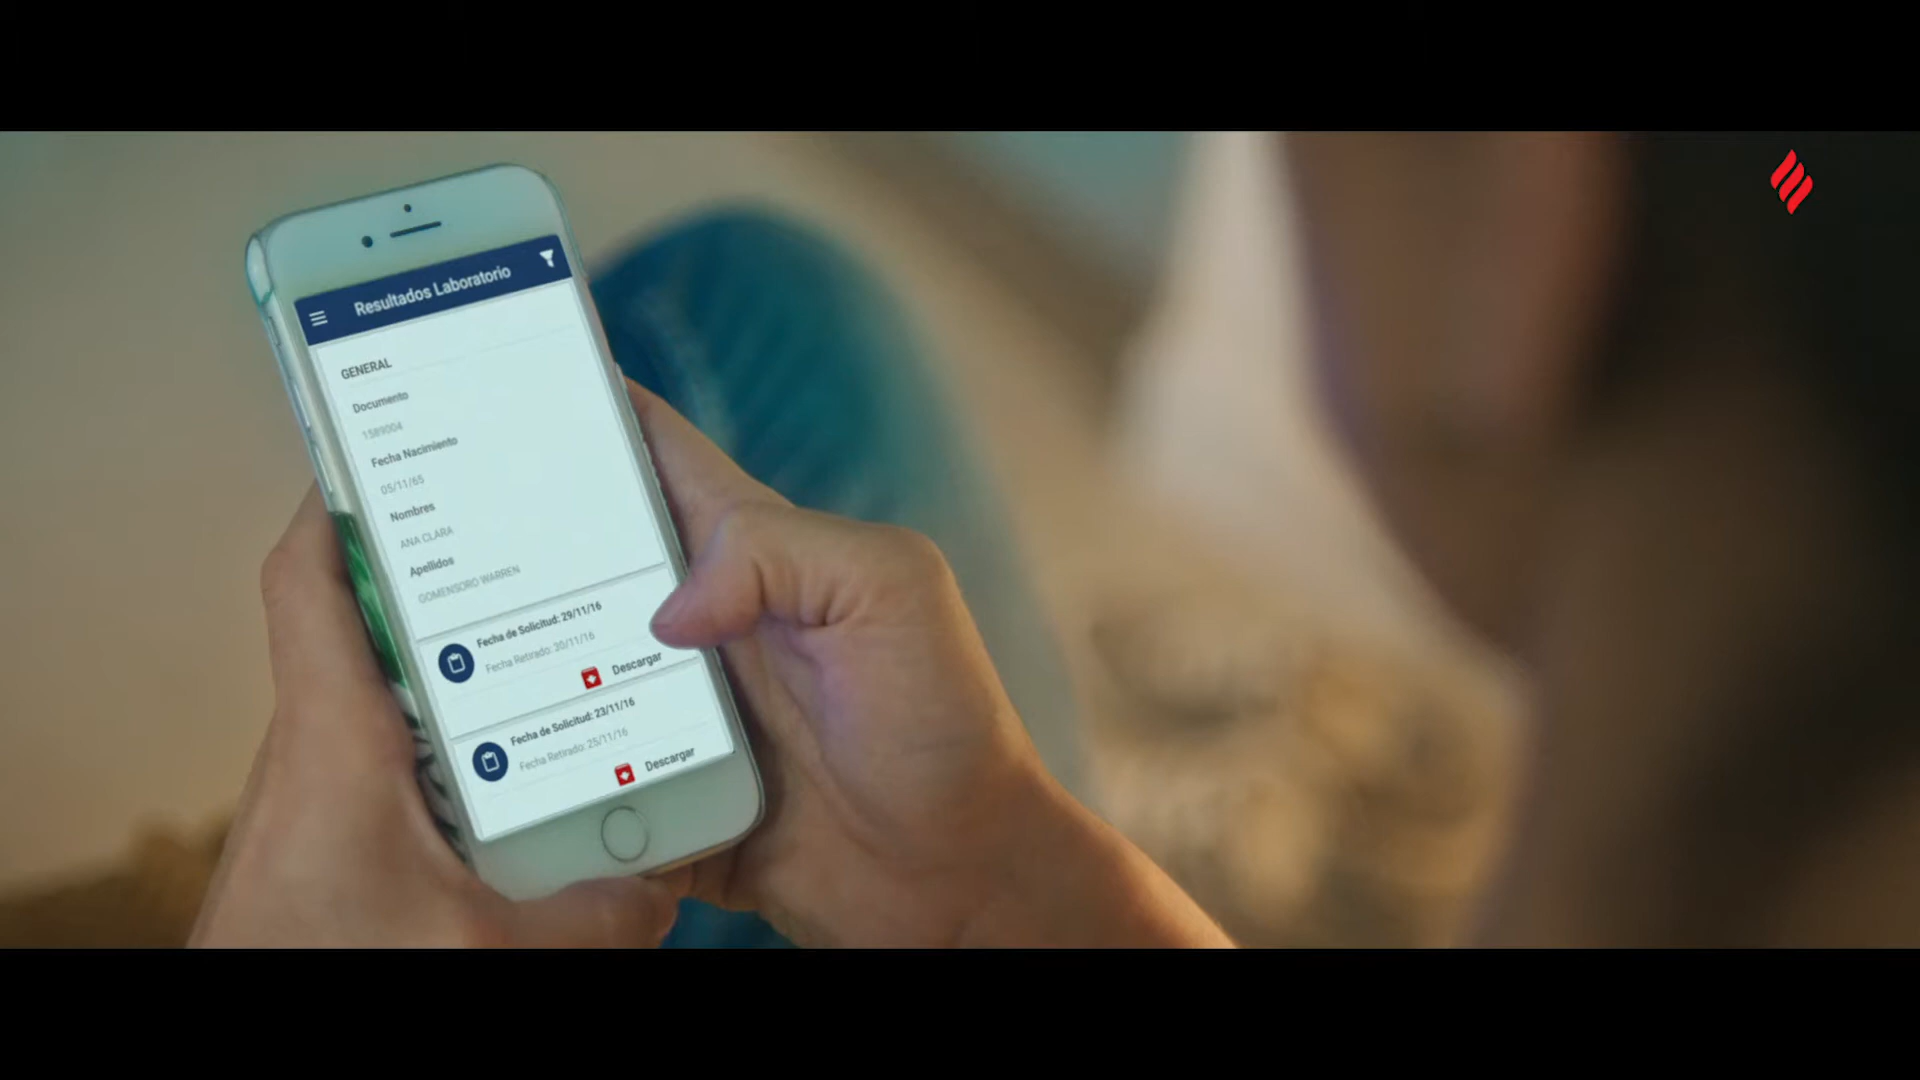 Resultados Laboratorio
GENERAL
Documento
1589004
Fecha Nacimiento
05/11/65
Nombres
ANA CLARA
Apellidos
GOMENSORO WARREN
Fecha de Solicitud: 29/11/16
Fecha Retirado: 30/11/16
Descargar
Fecha de Solicitud: 23/11/16
Fecha Retirado: 25/11/16
Descargar